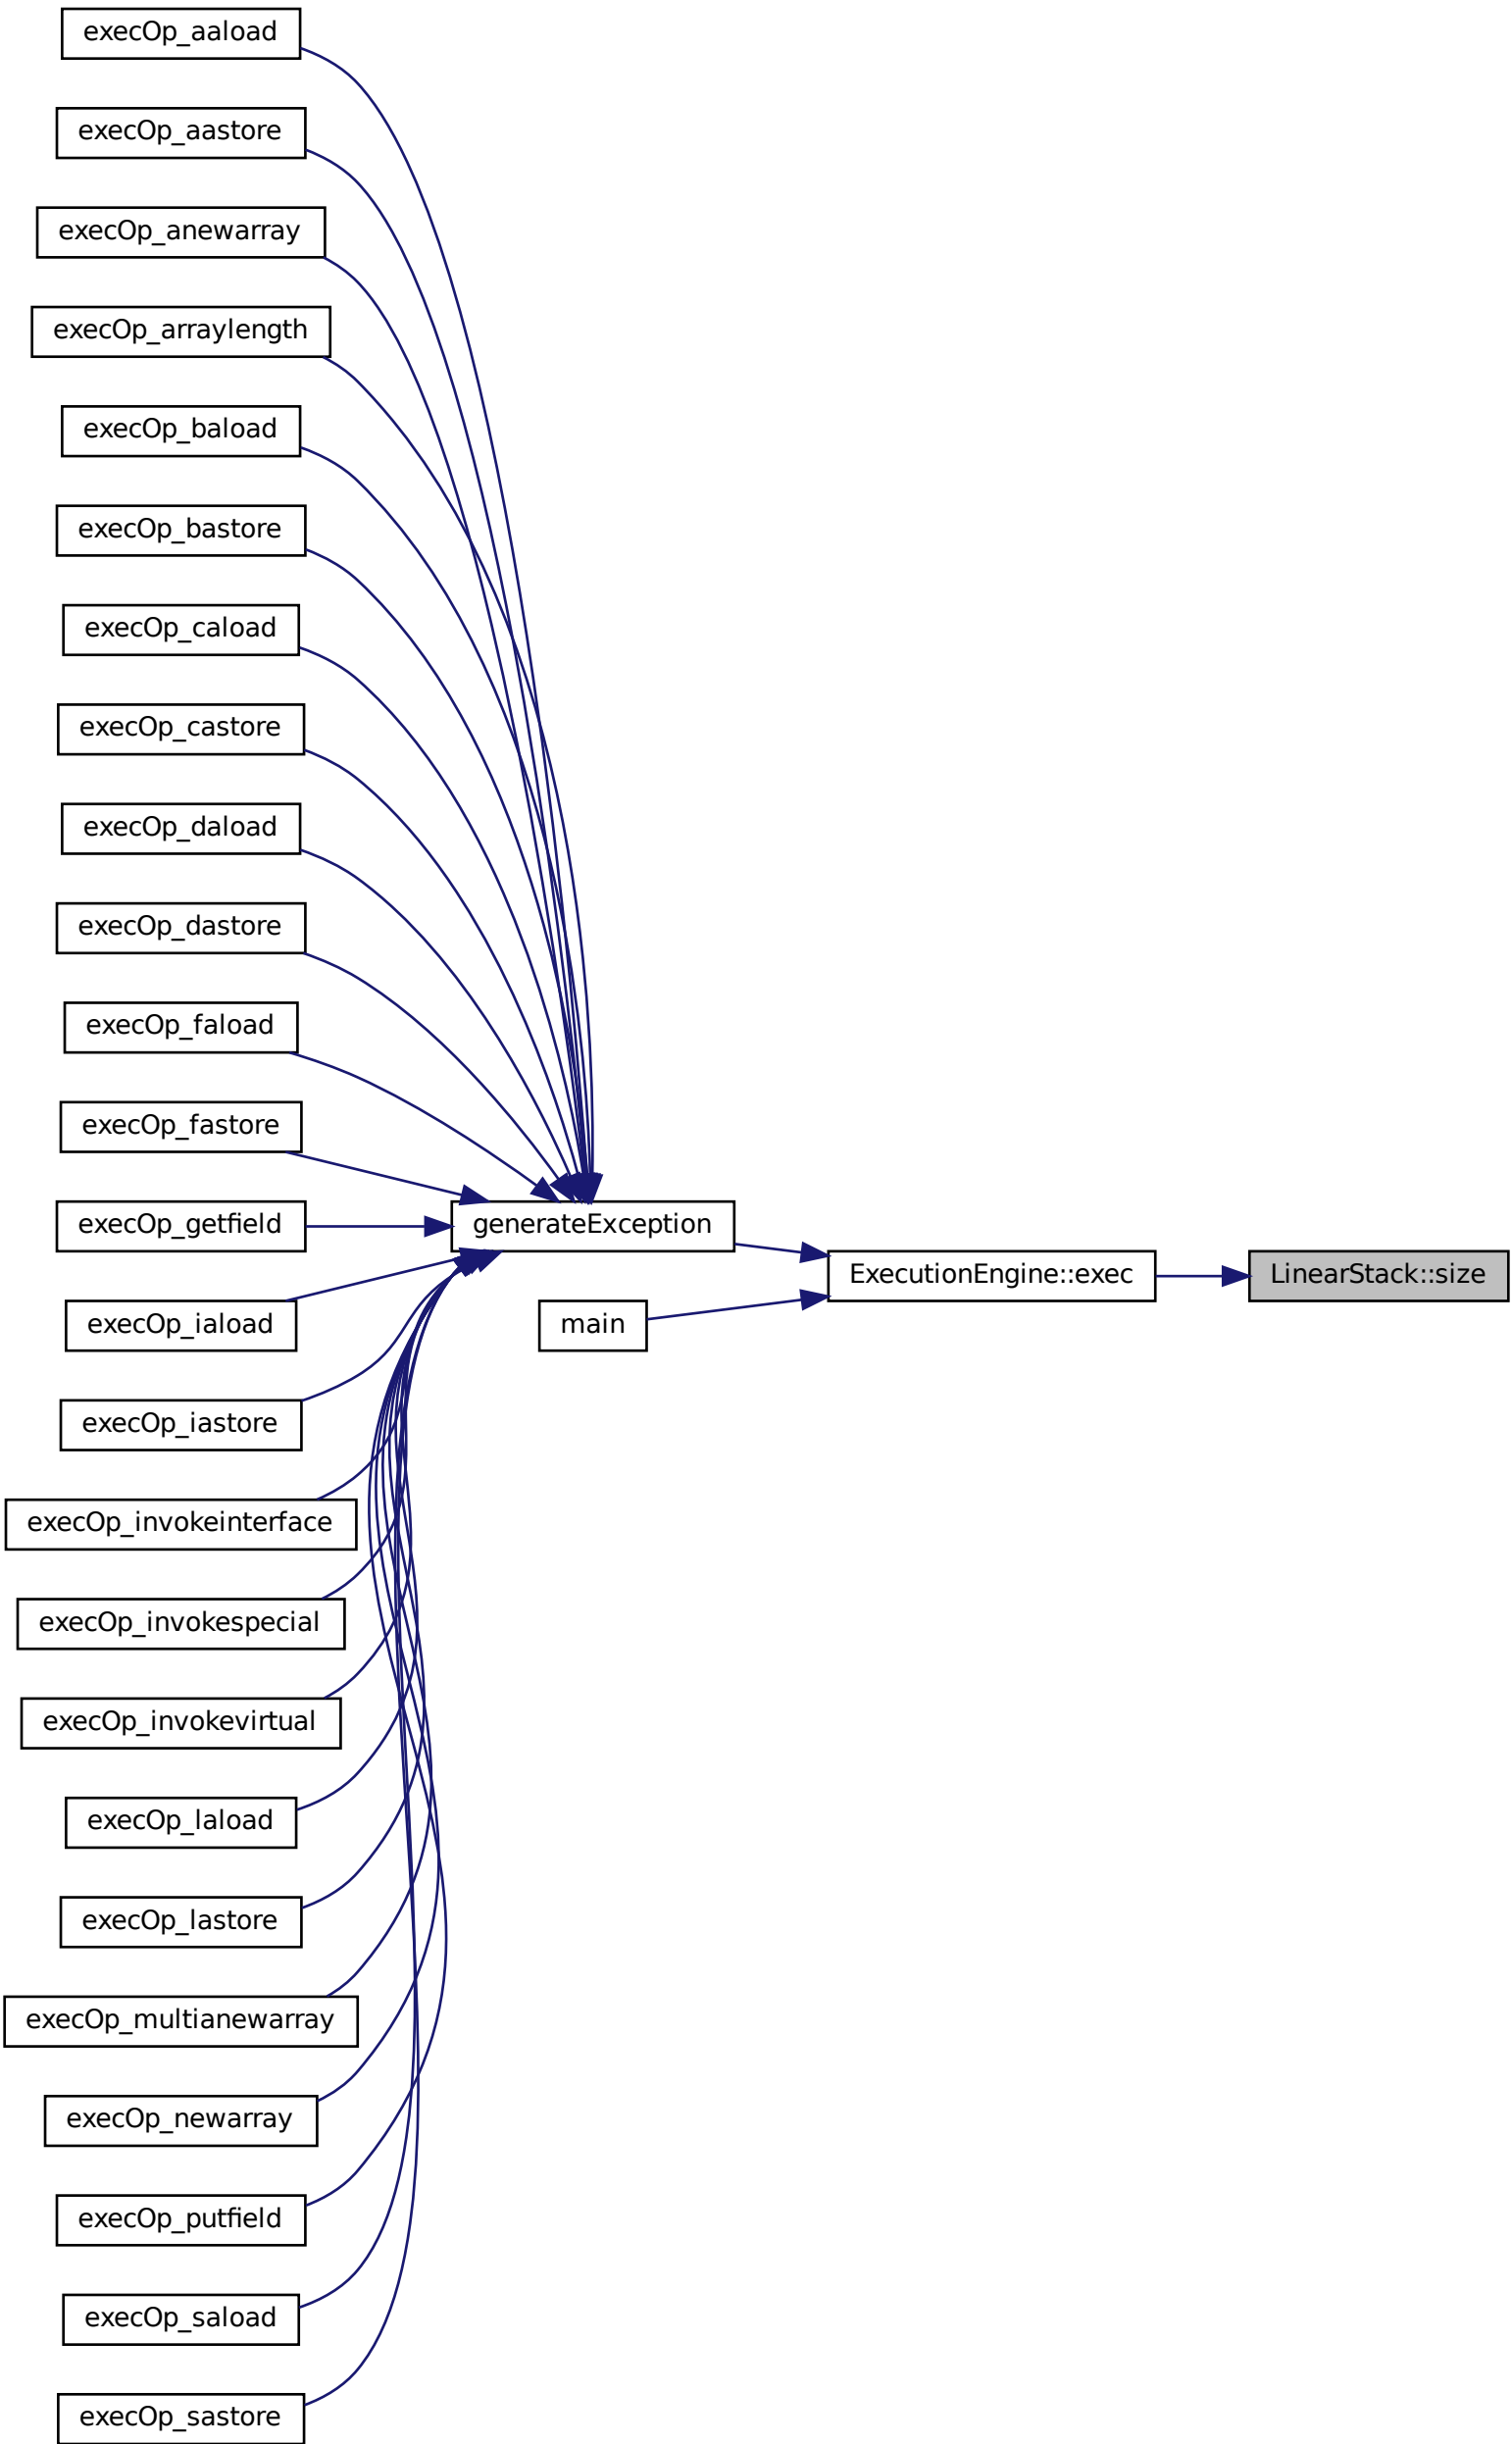 execOp_aaload
execOp_aastore
execOp_anewarray
execOp_arraylength
execOp_baload
execOp_bastore
execOp_caload
execOp_castore
execOp_daload
execOp_dastore
execOp_faload
execOp_fastore
execOp_getfield
generateException
ExecutionEngine::exec
LinearStack::size
execOp_iaload
main
execOp_iastore
execOp_invokeinterface
execOp_invokespecial
execOp_invokevirtual
execOp_laload
execOp_lastore
execOp_multianewarray
execOp_newarray
execOp_putfield
execOp_saload
execOp_sastore